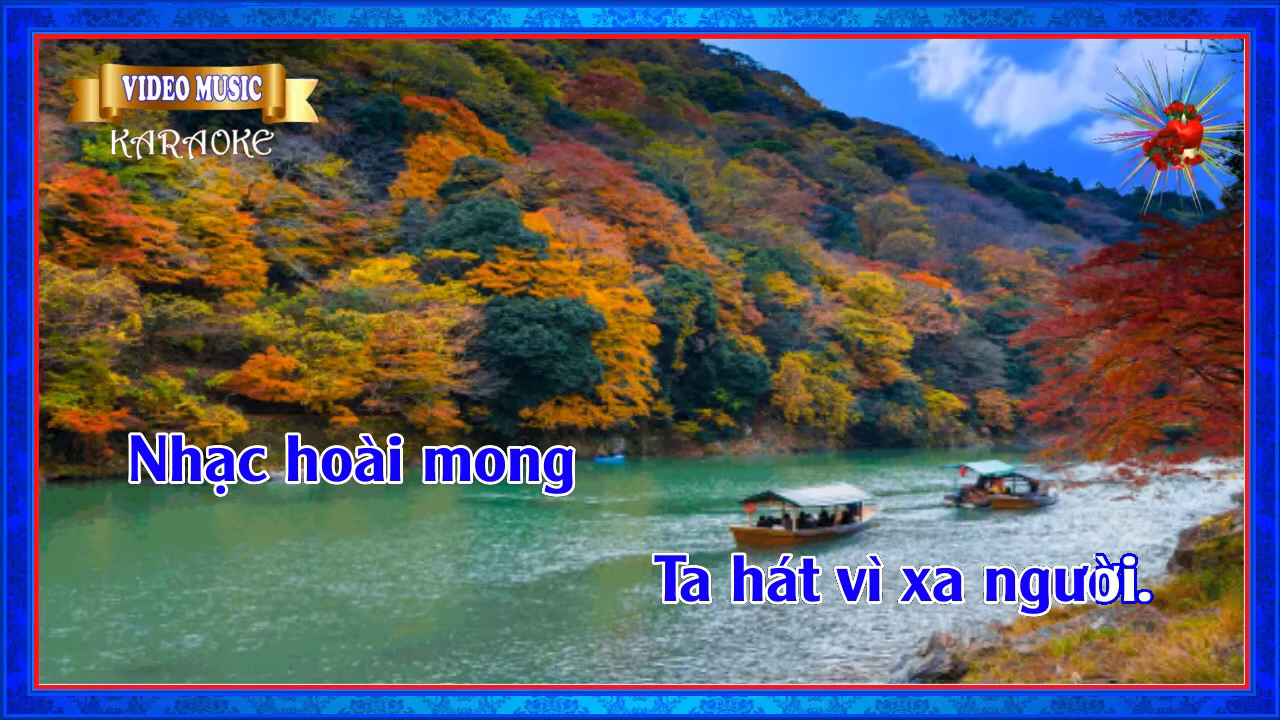 VIDEO MUSIC
KARAOKE
Nhạc hoài mong
Ta hát vì xa người.